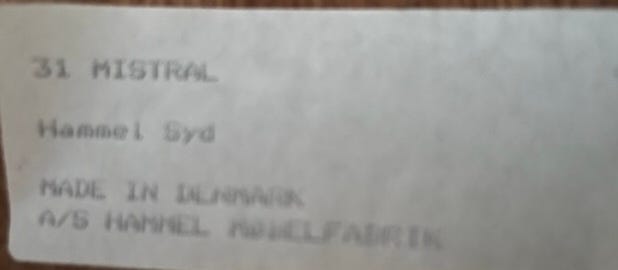 31 MISTRAL
Hammel Syd
MADE IN DENMARK
A/S HAMMEL MØBELFABRIK